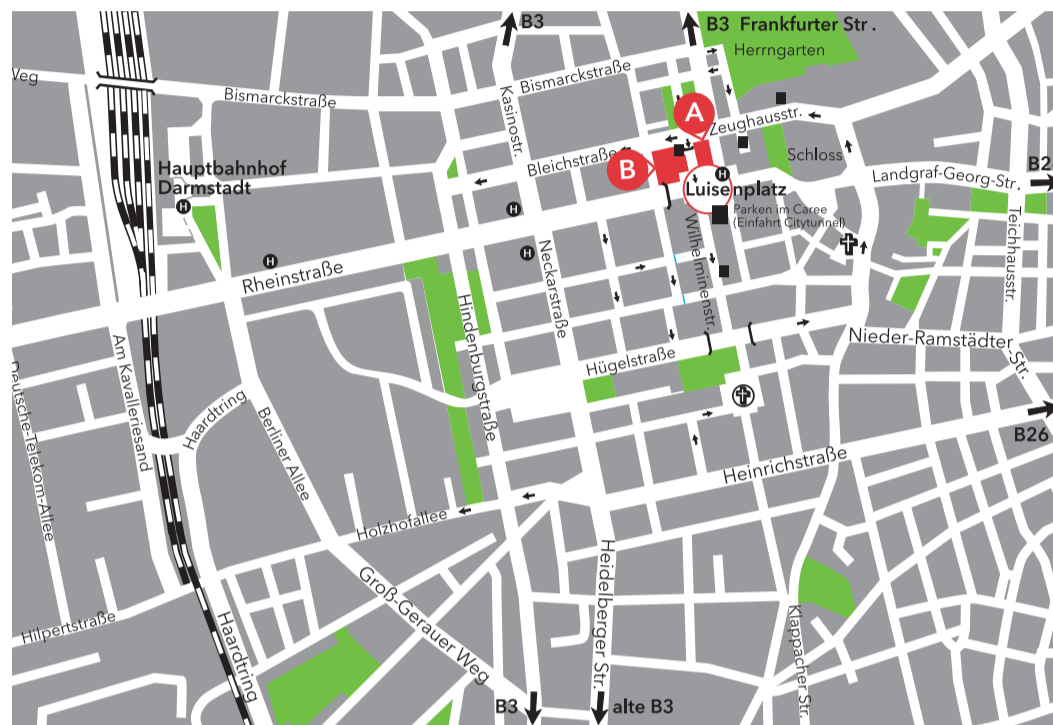 B3
B3 Frankfurter Str.
Herrngarten
Weg
Bismarckstraße
Bismarckstraße
Kasinostr.
A
Zeughausstr.
Bleichstraße
B
Schloss
Hauptbahnhof
Darmstadt
H
H
H
H
H
Luisenplatz
Landgraf-Georg-Str.
B2
Parken im Caree
(Einfahrt Citytunnel)
Teichhausstr.
Wilhelminenstr.
Rheinstraße
Neckarstraße
Hindenburgstraße
Am Kavalleriesand
Deutsche-Telekom-Allee
Haardtring
Berliner Allee
Hügelstraße
Nieder-Ramstädter
Str.
B26
Heinrichstraße
Holzhofallee
Groß-Gerauer Weg
Heidelberger Str.
Klappacher Str.
Hilpertstraße
Haardtring
B3
alte B3